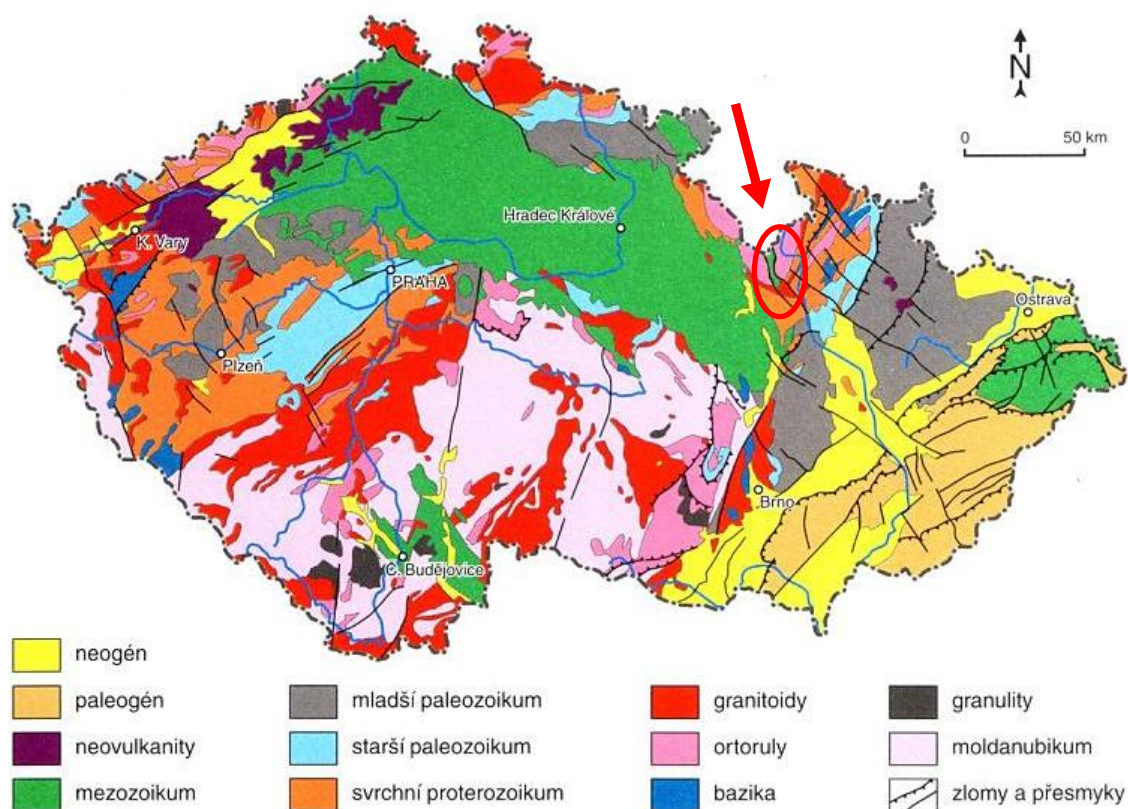 N
0 50 km
Hradec Králové
K. Vary
PRAHA
Ostrava
Plzeň
Brno
Č. Budějovice
neogén
paleogén
neovulkanity
mezozoikum
mladší paleozoikum
starší paleozoikum
svrchní proterozoikum
granitoidy
ortoruly
bazika
granulity
moldanubikum
zlomy a přesmyky